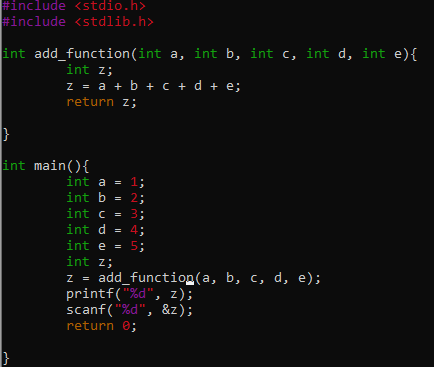 #include <stdio.h>
#include <stdlib.h>

int add_function(int a, int b, int c, int d, int e){
        int z;
        z = a + b + c + d + e;
        return z;

}

int main(){
        int a = 1;
        int b = 2;
        int c = 3;
        int d = 4;
        int e = 5;
        int z;
        z = add_function(a, b, c, d, e);
        printf("%d", z);
        scanf("%d", &z);
        return 0;

}